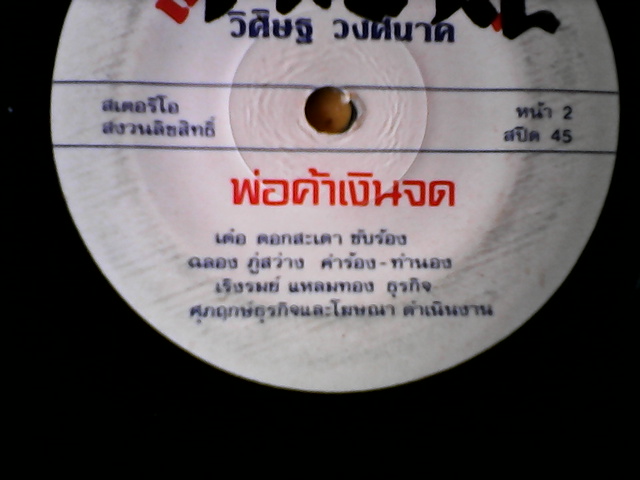 วิศิษฐ วงศ์นาค
สเตอริโอ
สงวนลิขสิทธิ์
หน้า 2
สปีด 45
พ่อค้าเงินจด
เด๋อ ดอกสะเดา ขับร้อง
ฉลอง ภู่สว่าง คำร้อง-ทำนอง
เริงรมย์ แหลมทอง ธุรกิจ
ศุภฤกษ์ธุรกิจและโฆษณา ดำเนินงาน